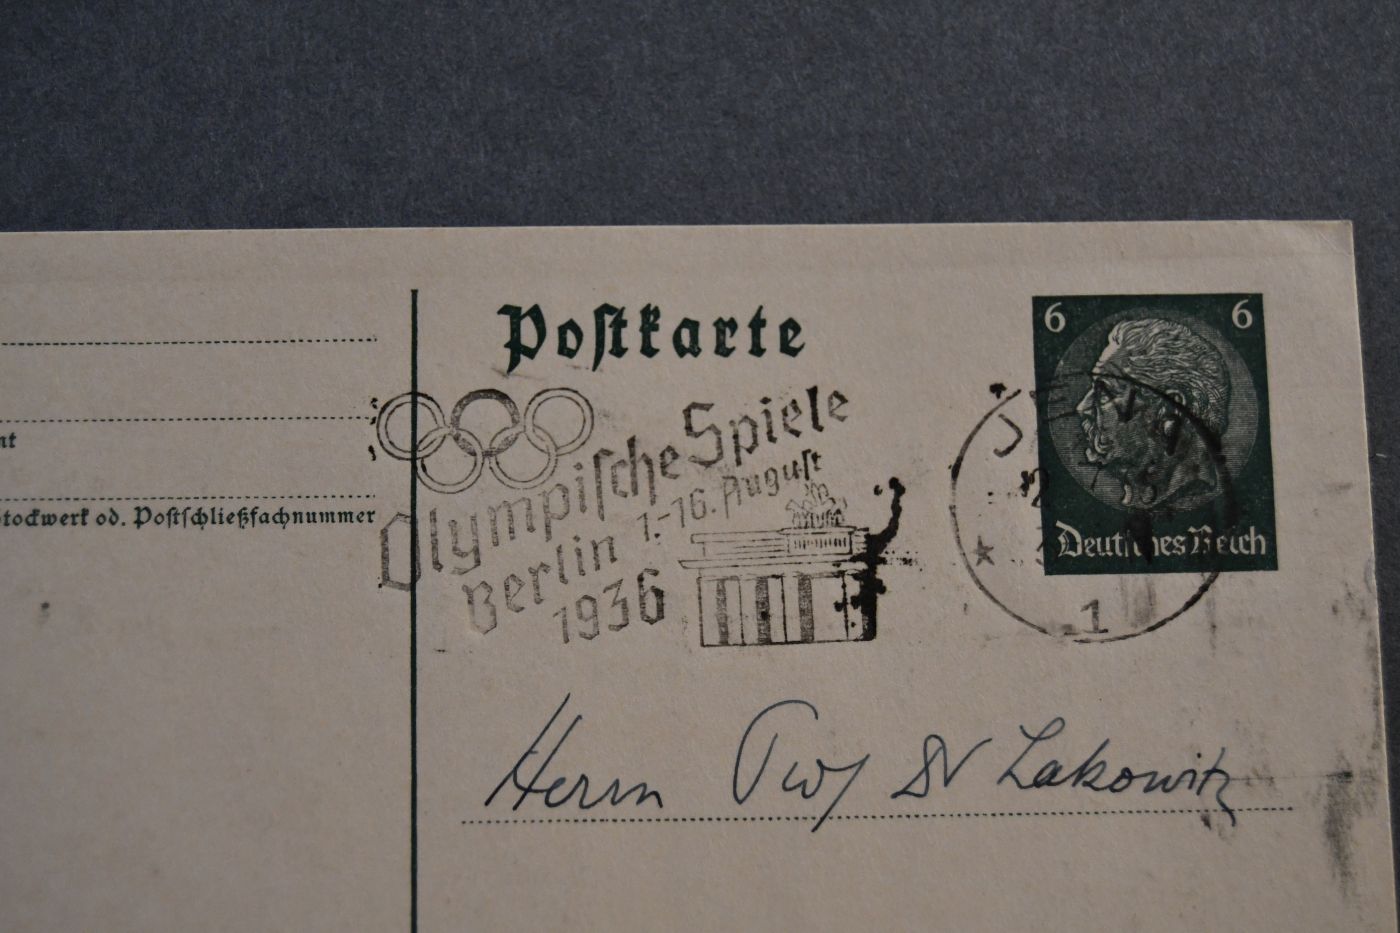 Postkarte
6 6
Olympische Spiele
Berlin 1.-16. August
1936
JENA
Deutsches Reich
1
Stockwerk od. Postschließfachnummer
Herrn Prof Dr Lakowitz